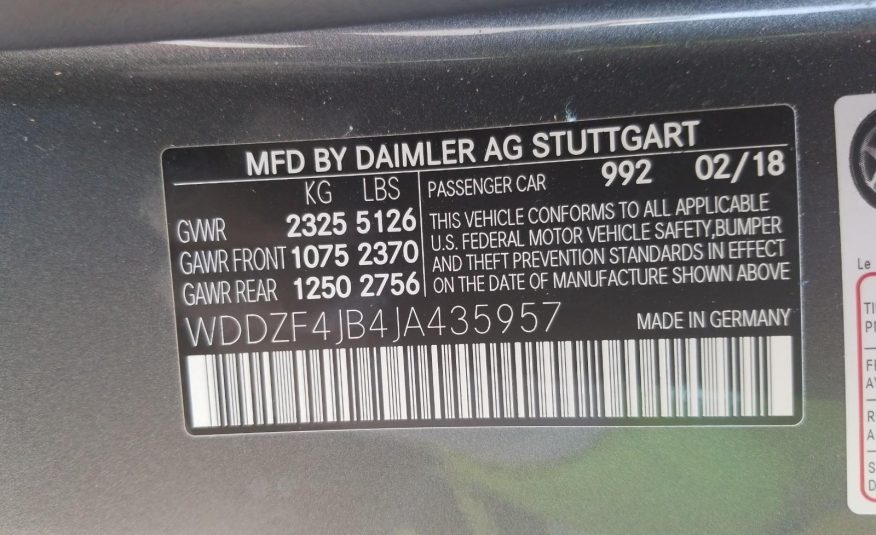 MFD BY DAIMLER AG STUTTGART
KG LBS
GVWR 2325 5126
GAWR FRONT 1075 2370
GAWR REAR 1250 2756
PASSENGER CAR 992 02/18
THIS VEHICLE CONFORMS TO ALL APPLICABLE
U.S. FEDERAL MOTOR VEHICLE SAFETY,BUMPER
AND THEFT PREVENTION STANDARDS IN EFFECT
ON THE DATE OF MANUFACTURE SHOWN ABOVE
WDDZF4JB4JA435957 MADE IN GERMANY
Le